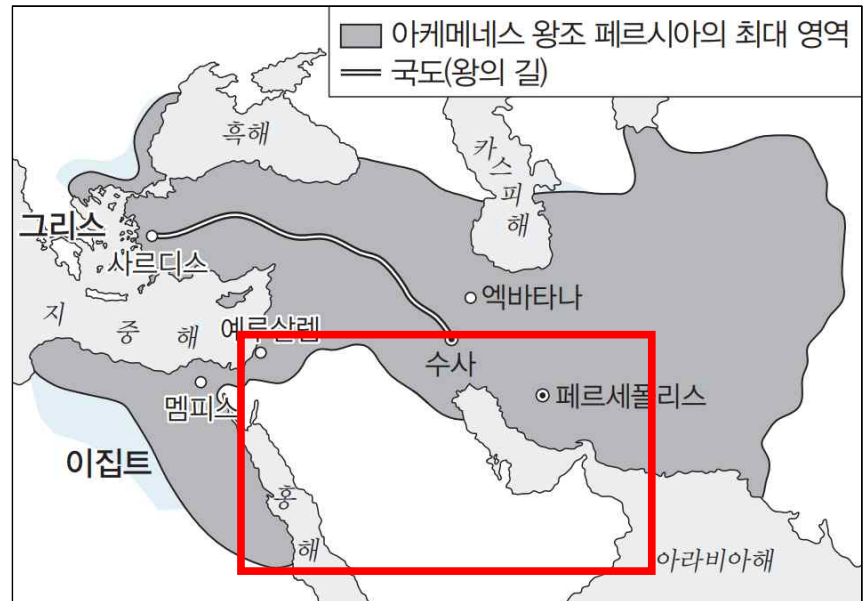 아케메네스 왕조 페르시아의 최대 영역
국도(왕의 길)
흑해
카스피해
그리스
사르디스
엑바타나
지중해
예루살렘
수사
멤피스
페르세폴리스
이집트
홍해
아라비아해